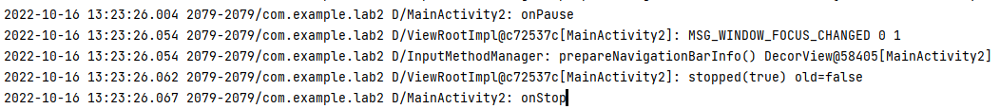 2022-10-16 13:23:26.004 2079-2079/com.example.lab2 D/MainActivity2: onPause
2022-10-16 13:23:26.054 2079-2079/com.example.lab2 D/ViewRootImpl@c72537c[MainActivity2]: MSG_WINDOW_FOCUS_CHANGED 0 1
2022-10-16 13:23:26.054 2079-2079/com.example.lab2 D/InputMethodManager: prepareNavigationBarInfo() DecorView@58405[MainActivity2]
2022-10-16 13:23:26.062 2079-2079/com.example.lab2 D/ViewRootImpl@c72537c[MainActivity2]: stopped(true) old=false
2022-10-16 13:23:26.067 2079-2079/com.example.lab2 D/MainActivity2: onStop